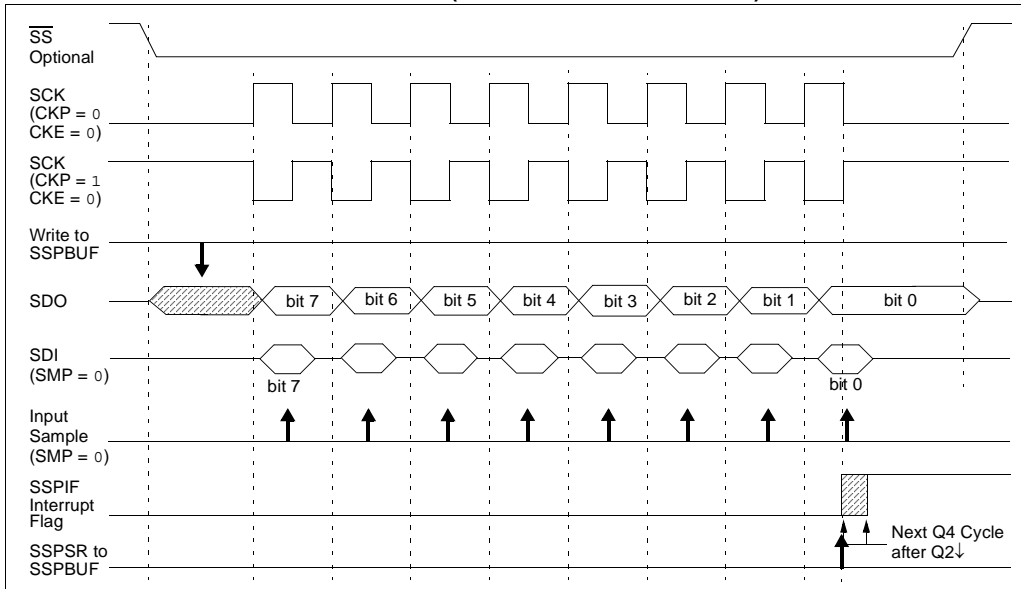 SS
Optional
SCK
(CKP = 0
CKE = 0)
SCK
(CKP = 1
CKE = 0)
Write to
SSPBUF
SDO
bit 7
bit 6
bit 5
bit 4
bit 3
bit 2
bit 1
bit 0
SDI
(SMP = 0)
bit 7
bit 0
Input
Sample
(SMP = 0)
SSPIF
Interrupt
Flag
Next Q4 Cycle
after Q2↓
SSPSR to
SSPBUF